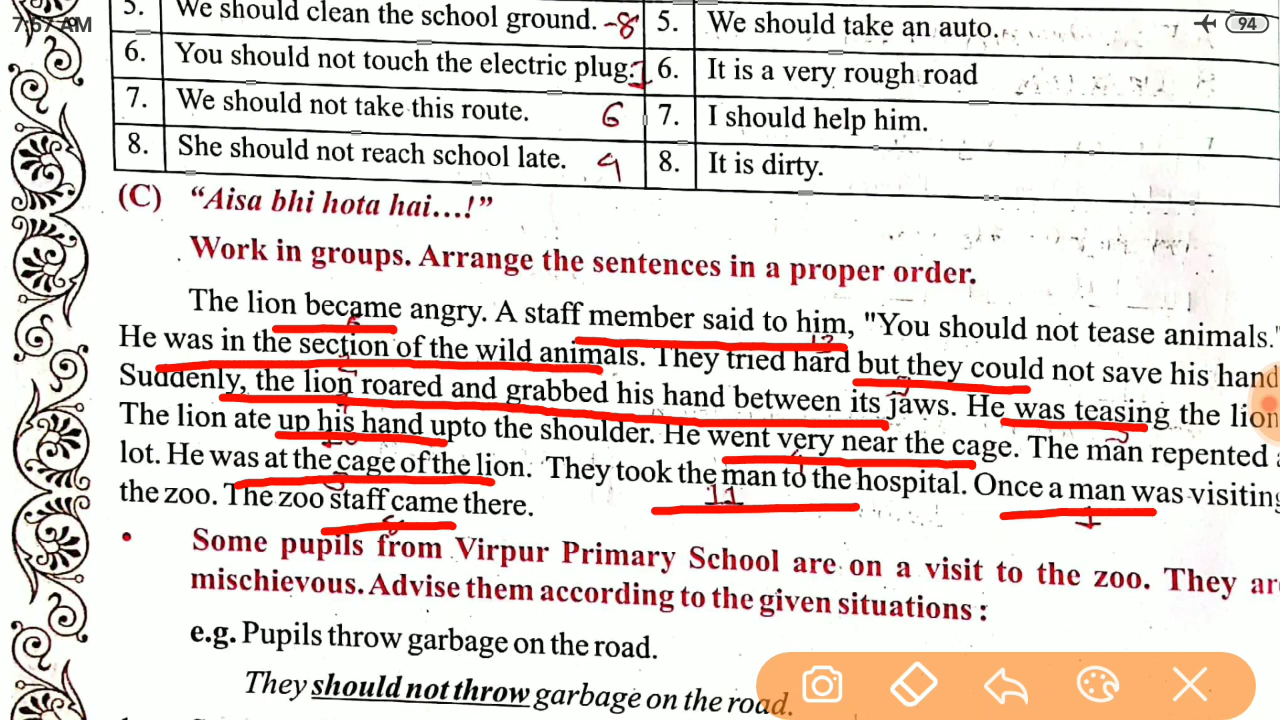 7:57 AM
94
5. We should clean the school ground. -8 5. We should take an auto.
6. You should not touch the electric plug. 6. It is a very rough road
7. We should not take this route. 6 7. I should help him.
8. She should not reach school late. 8. It is dirty.
(C) “Aisa bhi hota hai...!”
Work in groups. Arrange the sentences in a proper order.
The lion became angry. A staff member said to him, "You should not tease animals."
He was in the section of the wild animals. They tried hard but they could not save his hand
Suddenly, the lion roared and grabbed his hand between its jaws. He was teasing the lion
The lion ate up his hand upto the shoulder. He went very near the cage. The man repented a
lot. He was at the cage of the lion. They took the man to the hospital. Once a man was visiting
11
the zoo. The zoo staff came there.
• Some pupils from Virpur Primary School are on a visit to the zoo. They are
mischievous. Advise them according to the given situations :
e.g. Pupils throw garbage on the road.
They should not throw garbage on the road.